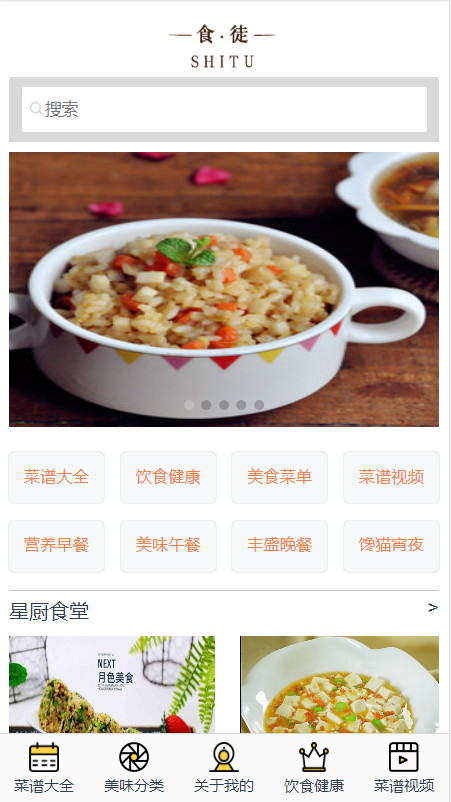 食·徒
SHITU
搜索
菜谱大全 饮食健康 美食菜单 菜谱视频
营养早餐 美味午餐 丰盛晚餐 馋猫宵夜
星厨食堂 >
NEXT
月色美食
菜谱大全 美味分类 关于我的 饮食健康 菜谱视频